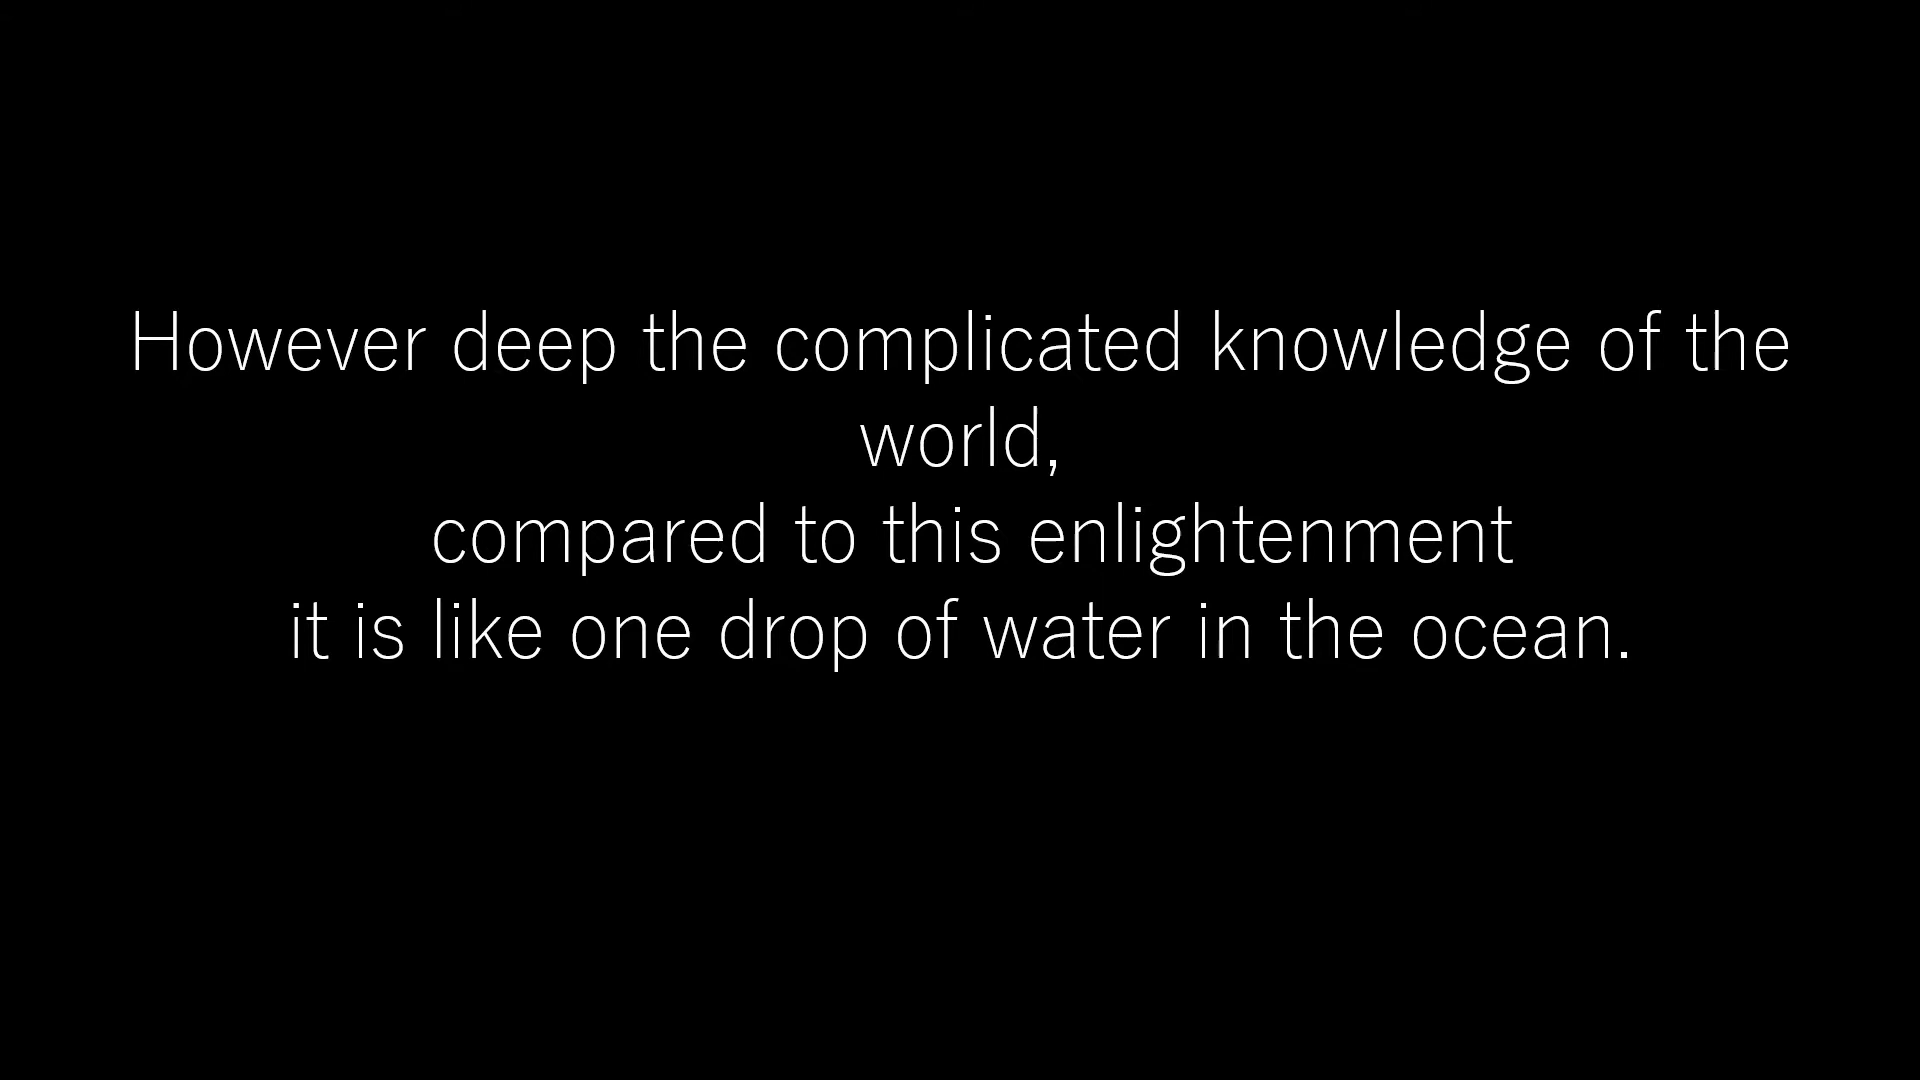 However deep the complicated knowledge of the
world,
compared to this enlightenment
it is like one drop of water in the ocean.